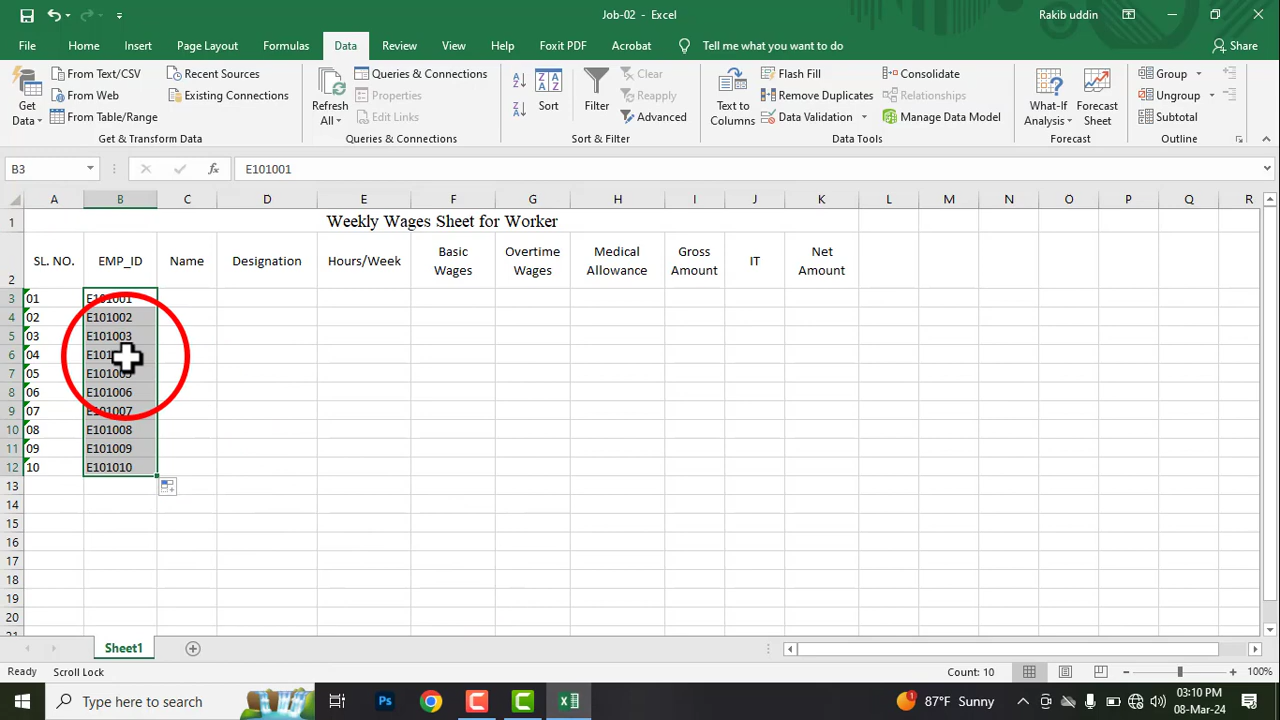 Job-02 - Excel
Rakib uddin
File Home Insert Page Layout Formulas Data Review View Help Foxit PDF Acrobat Tell me what you want to do Share
Get Data
From Text/CSV
From Web
From Table/Range
Recent Sources
Existing Connections
Get & Transform Data
Refresh All
Queries & Connections
Properties
Edit Links
Queries & Connections
Sort
Filter
Clear
Reapply
Advanced
Sort & Filter
Text to Columns
Flash Fill
Remove Duplicates
Data Validation
Consolidate
Relationships
Manage Data Model
Data Tools
What-If Analysis
Forecast Sheet
Forecast
Group
Ungroup
Subtotal
Outline
B3 fx E101001
A B C D E F G H I J K L M N O P Q R
1 Weekly Wages Sheet for Worker
2 SL. NO. EMP_ID Name Designation Hours/Week Basic Wages Overtime Wages Medical Allowance Gross Amount IT Net Amount
3 01 E101001
4 02 E101002
5 03 E101003
6 04
7 05 E101005
8 06 E101006
9 07 E101007
10 08 E101008
11 09 E101009
12 10 E101010
13
14
15
16
17
18
19
20
21
Sheet1
Ready Scroll Lock Count: 10 100%
Type here to search Ps 1 87°F Sunny 03:10 PM
08-Mar-24